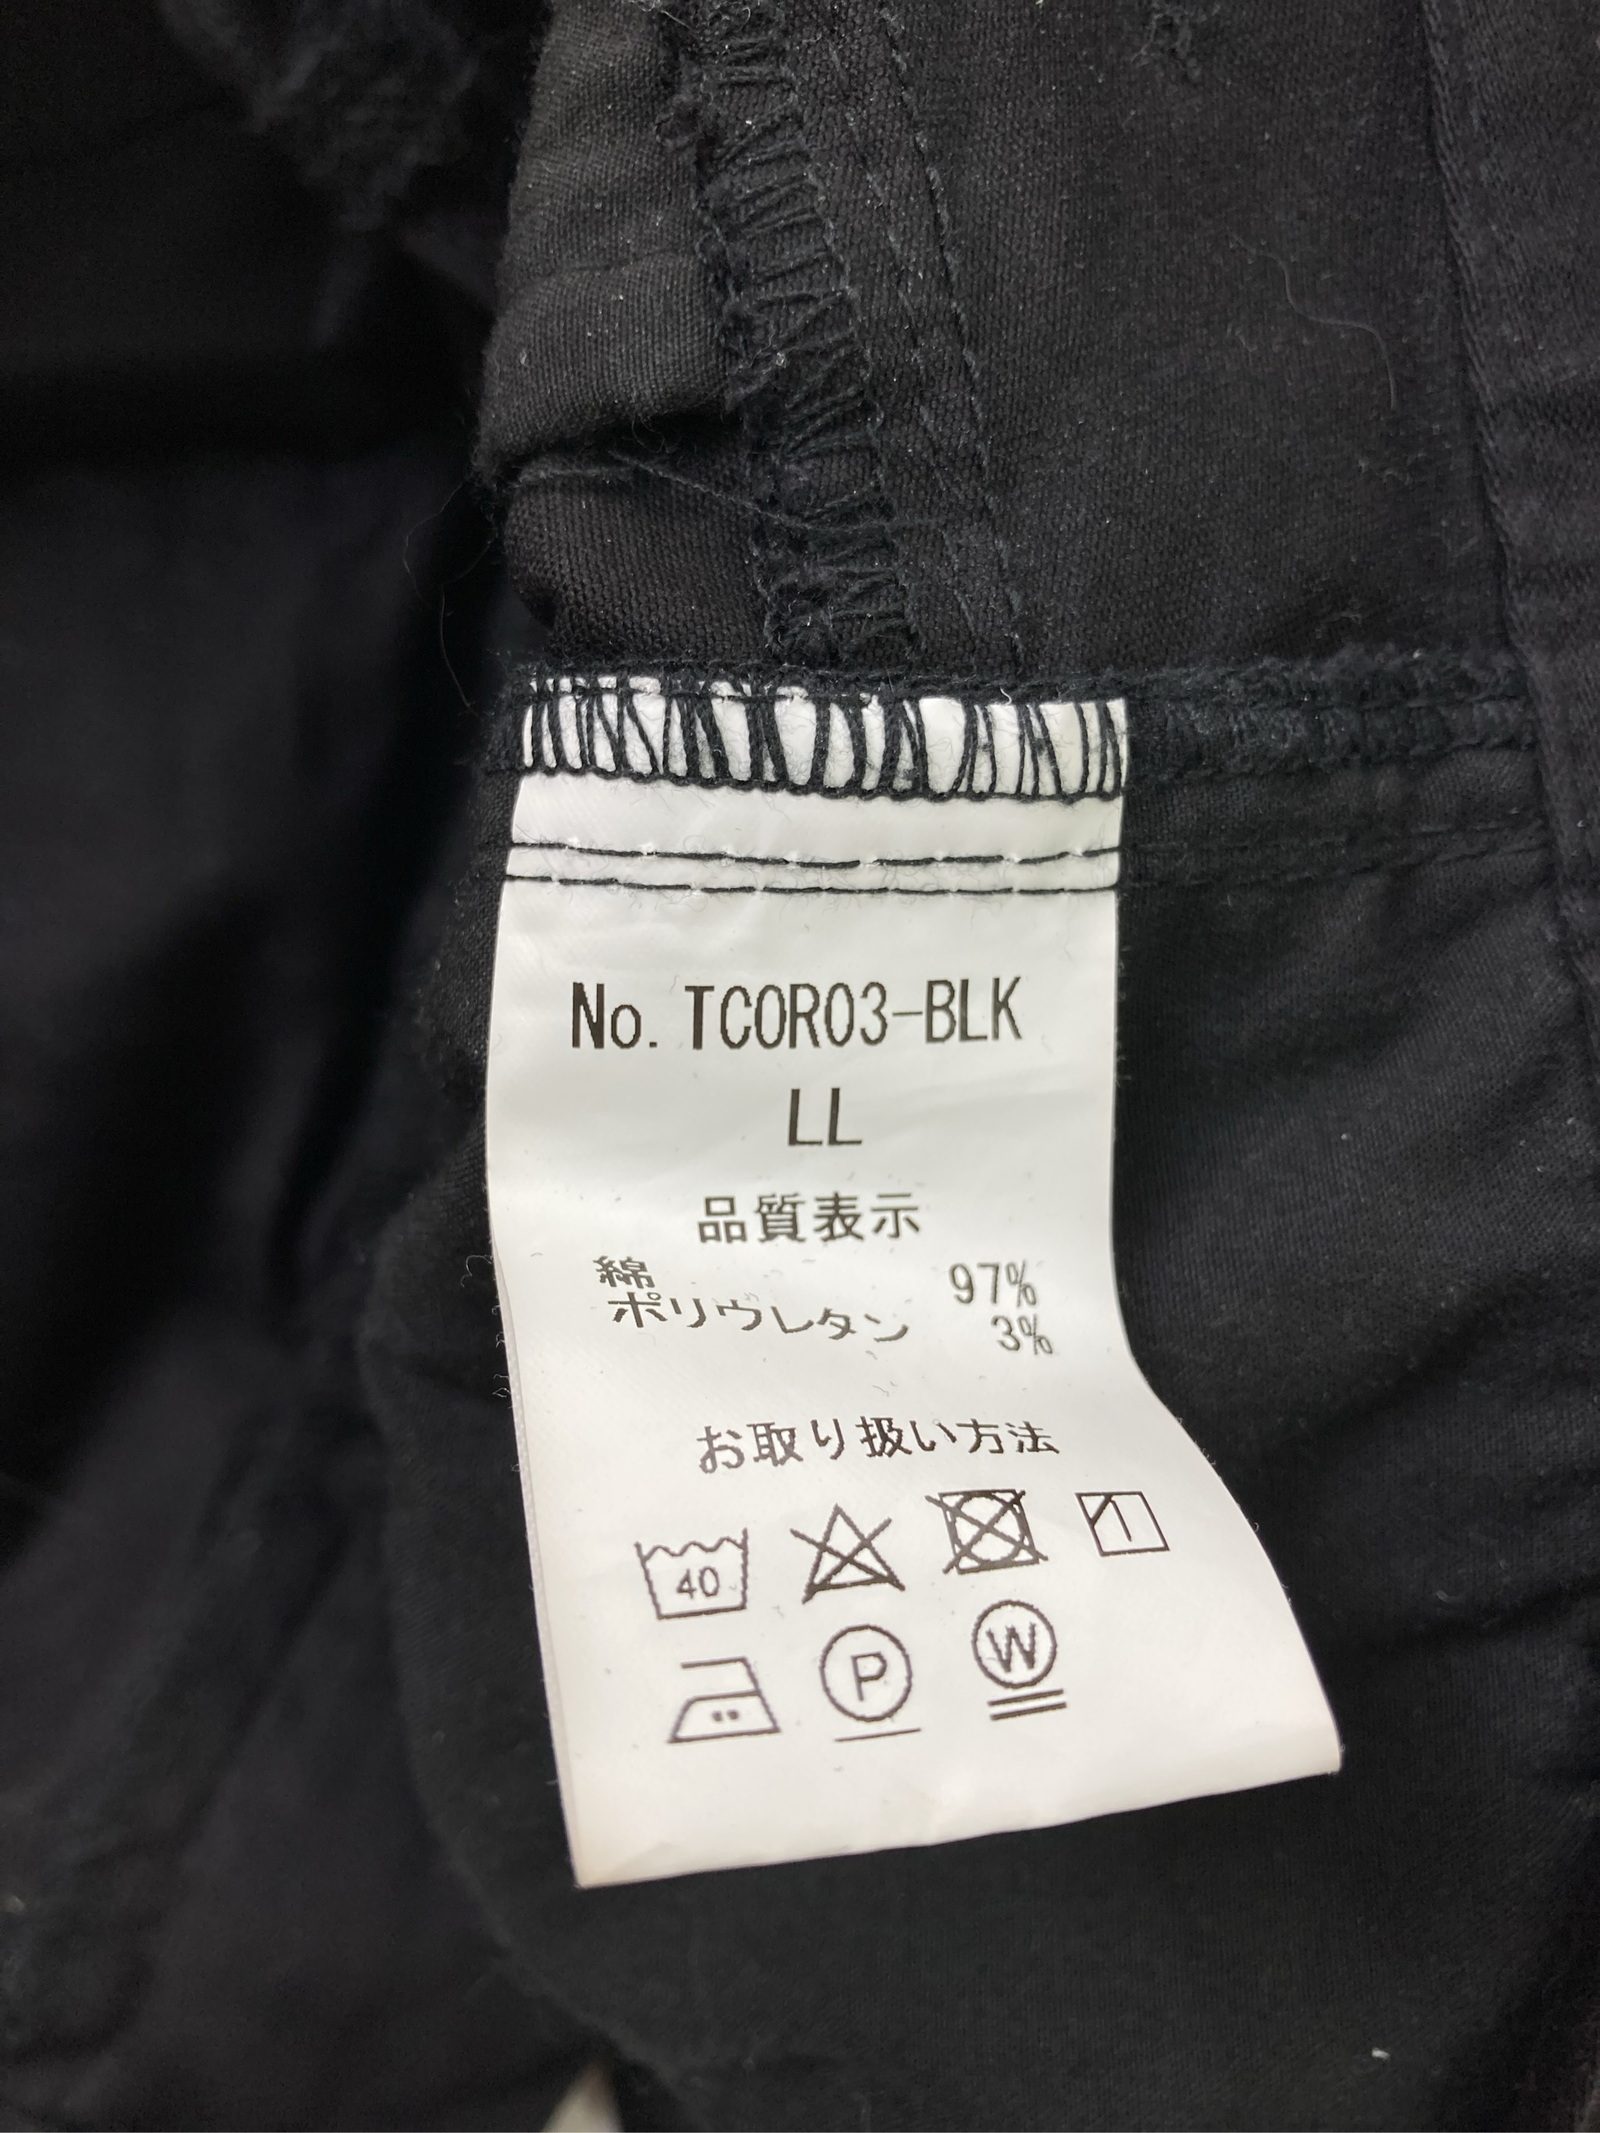 No. TCOR03-BLK
LL
品質表示
綿 97%
ポリウレタン 3%
お取り扱い方法
40
P
W